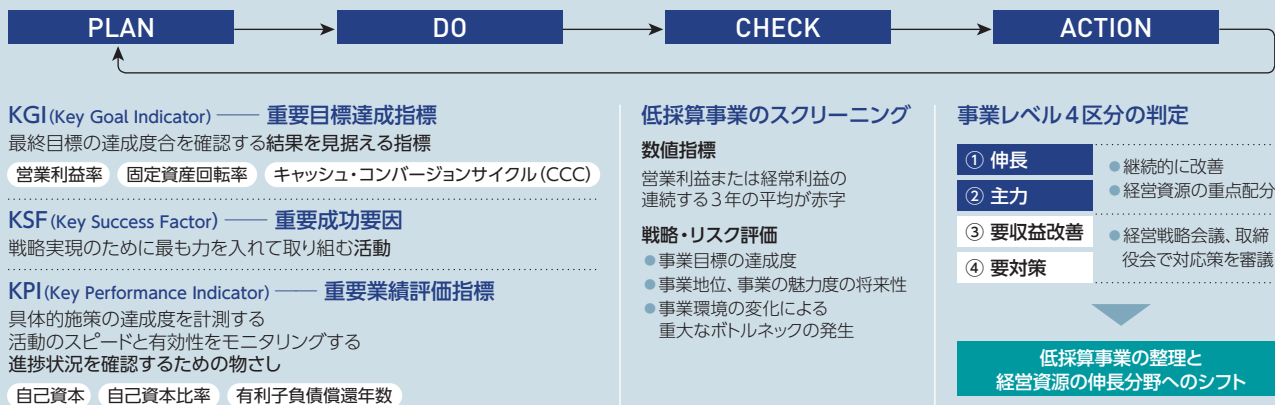 PLAN
DO
CHECK
ACTION
KGI(Key Goal Indicator) ── 重要目標達成指標
最終目標の達成度合を確認する結果を見据える指標
営業利益率 固定資産回転率 キャッシュ・コンバージョンサイクル(CCC)
KSF(Key Success Factor) ── 重要成功要因
戦略実現のために最も力を入れて取り組む活動
KPI(Key Performance Indicator) ── 重要業績評価指標
具体的施策の達成度を計測する
活動のスピードと有効性をモニタリングする
進捗状況を確認するための物さし
自己資本 自己資本比率 有利子負債償還年数
低採算事業のスクリーニング
数値指標
営業利益または経常利益の
連続する3年の平均が赤字
戦略・リスク評価
●事業目標の達成度
●事業地位、事業の魅力度の将来性
●事業環境の変化による
重大なボトルネックの発生
事業レベル4区分の判定
① 伸長
② 主力
●継続的に改善
●経営資源の重点配分
③ 要収益改善
④ 要対策
●経営戦略会議、取締
役会で対応策を審議
低採算事業の整理と
経営資源の伸長分野へのシフト